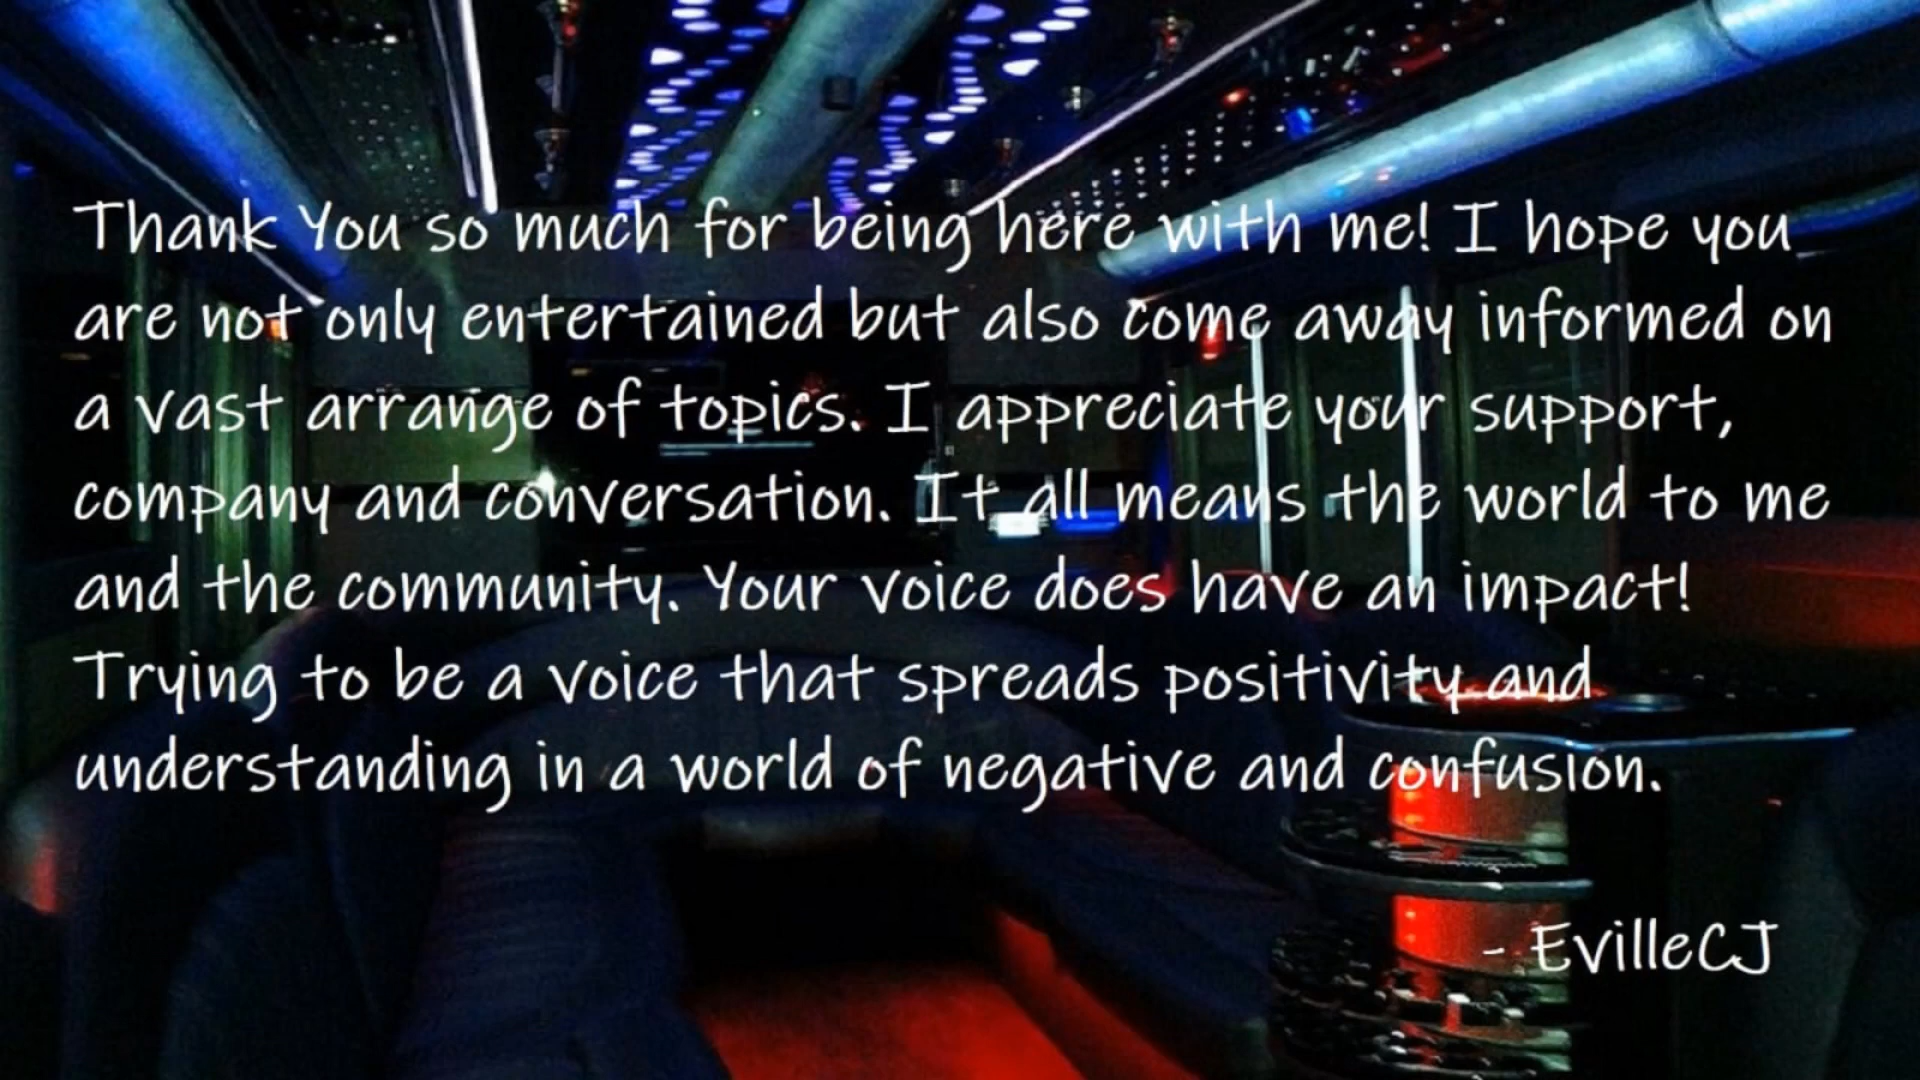 Thank You so much for being here with me! I hope you
are not only entertained but also come away informed on
a vast arrange of topics. I appreciate your support,
company and conversation. It all means the world to me
and the community. Your voice does have an impact!
Trying to be a voice that spreads positivity and
understanding in a world of negative and confusion.
- EvilleCJ